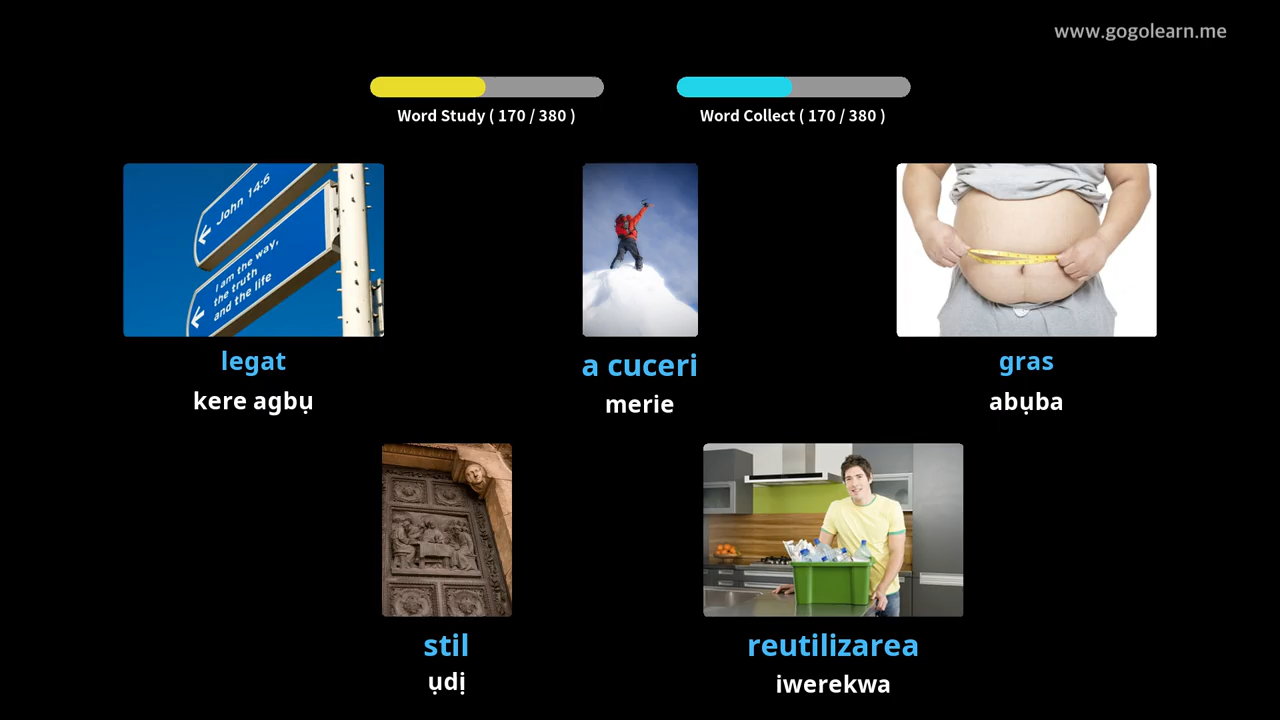 www.gogolearn.me
Word Study ( 170 / 380 )
Word Collect ( 170 / 380 )
John 14:6
I am the way,
the truth
and the life
legat
kere agbụ
a cuceri
merie
gras
abụba
stil
ụdị
reutilizarea
iwerekwa